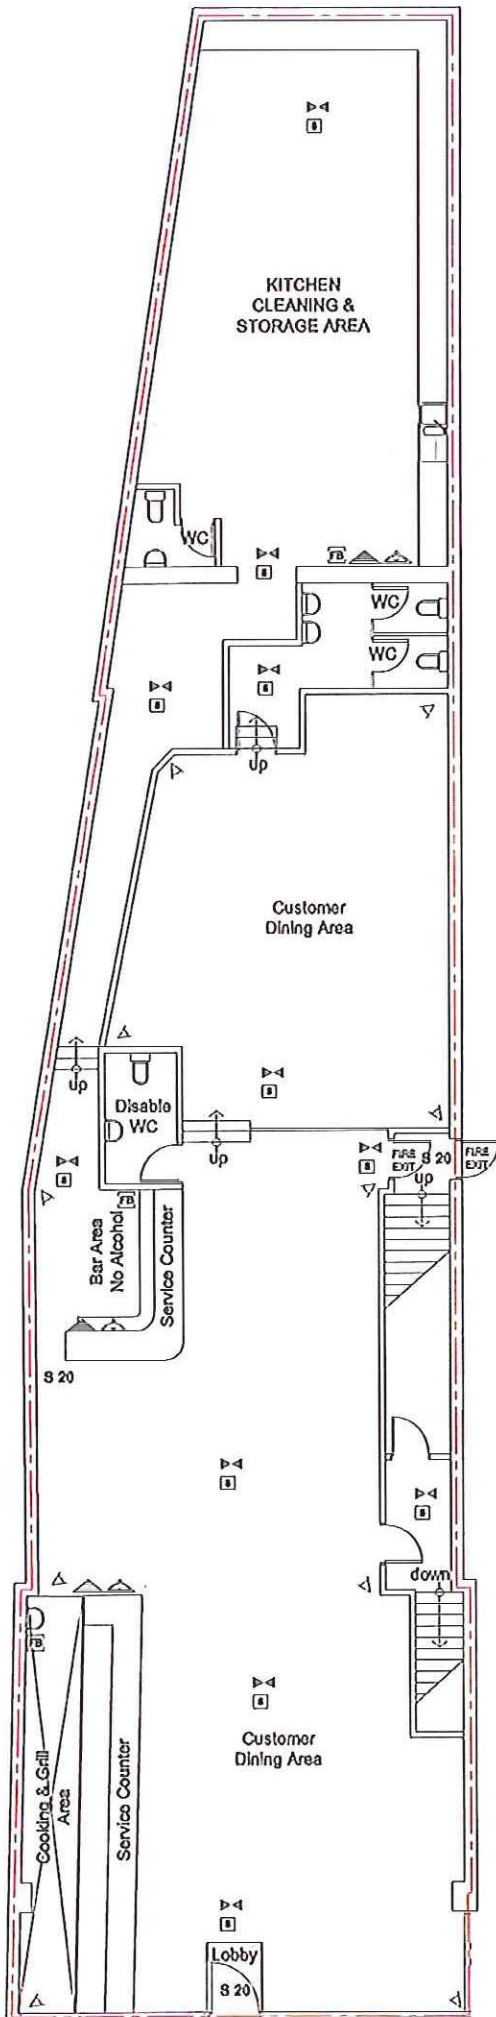 S
KITCHEN
CLEANING &
STORAGE AREA
WC
FB
S
WC
S
WC
S
up
Customer
Dining Area
S
up
Disable
WC
up
S
FIRE
EXIT
S 20
FIRE
EXIT
up
S
FB
Bar Area
No Alcohol
Service Counter
S 20
S
S
down
FB
S
Customer
Dining Area
Cooking & Grill
Area
Service Counter
S
Lobby
S 20